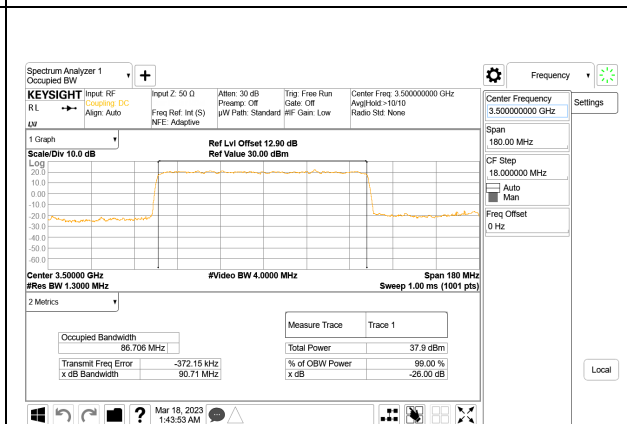 Spectrum Analyzer 1
Occupied BW
Frequency
KEYSIGHT
R L
Input: RF
Coupling: DC
Align: Auto
Input Z: 50 Ω
Freq Ref: Int (S)
NFE: Adaptive
Atten: 30 dB
Preamp: Off
µW Path: Standard
Trig: Free Run
Gate: Off
#IF Gain: Low
Center Freq: 3.500000000 GHz
Avg|Hold:>10/10
Radio Std: None
Center Frequency
3.500000000 GHz
Settings
Span
180.00 MHz
CF Step
18.000000 MHz
Auto
Man
Freq Offset
0 Hz
Local
1 Graph
Scale/Div 10.0 dB
Ref Lvl Offset 12.90 dB
Ref Value 30.00 dBm
Log
20.0
10.0
0.00
-10.0
-20.0
-30.0
-40.0
-50.0
-60.0
Center 3.50000 GHz
#Video BW 4.0000 MHz
Span 180 MHz
#Res BW 1.3000 MHz
Sweep 1.00 ms (1001 pts)
2 Metrics
Measure Trace
Trace 1
Occupied Bandwidth
86.706 MHz
Total Power
37.9 dBm
Transmit Freq Error
-372.15 kHz
% of OBW Power
99.00 %
x dB Bandwidth
90.71 MHz
x dB
-26.00 dB
?
Mar 18, 2023
1:43:53 AM